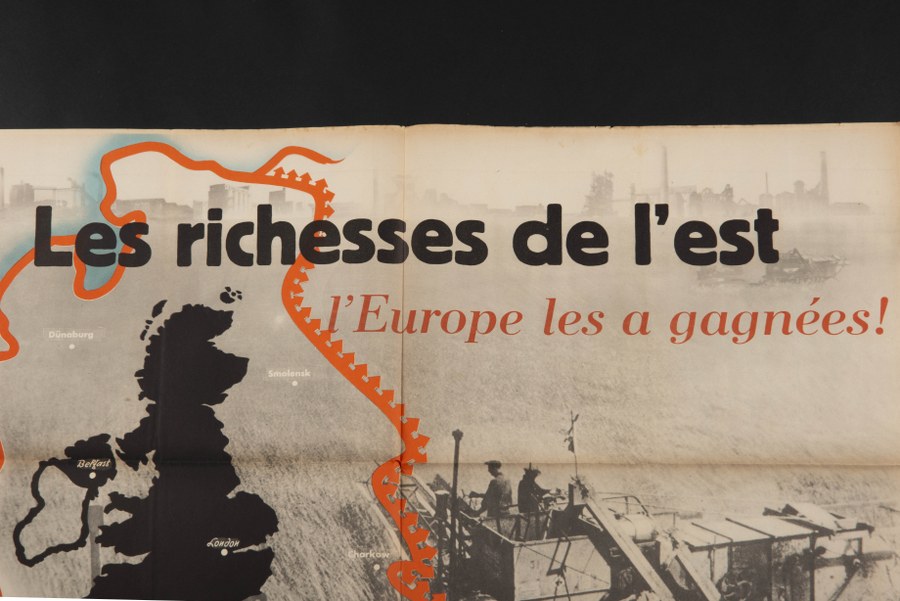 Les richesses de l'est
l'Europe les a gagnées!
Dünaburg
Smolensk
Belfast
London
Charkow